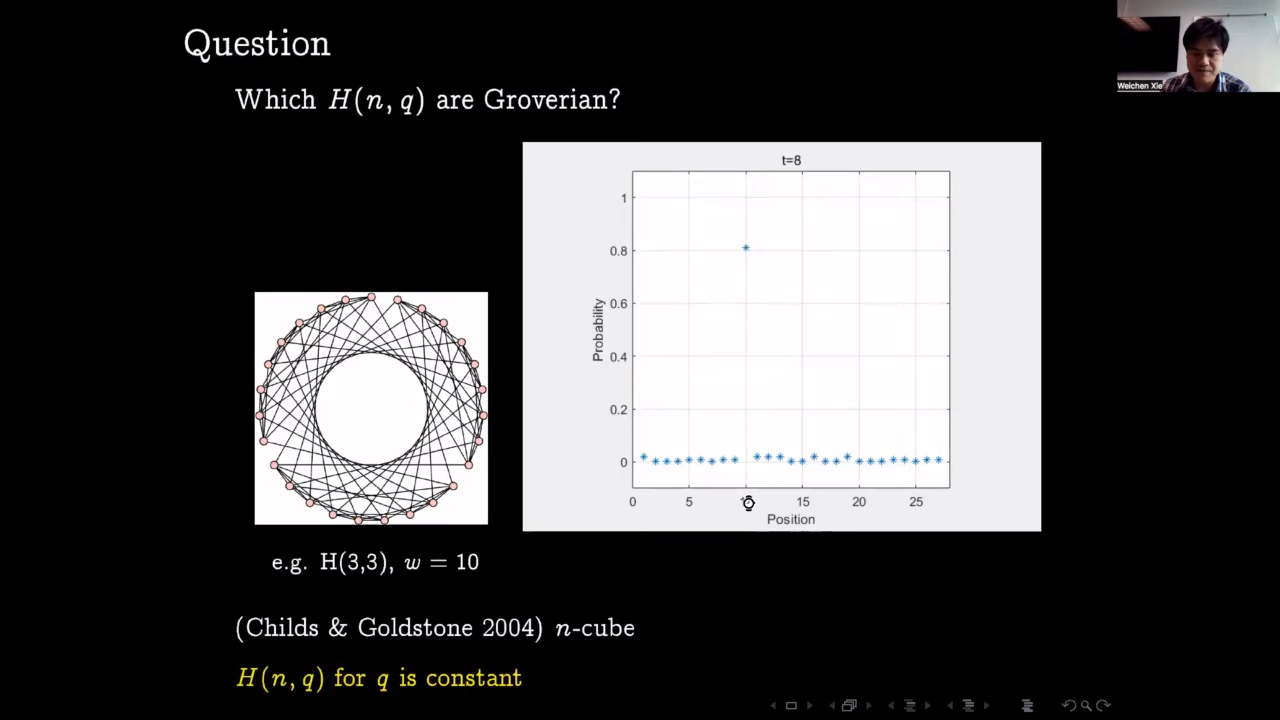 Question
Which H(n, q) are Groverian?
Weichen Xie
t=8
1
0.8
0.6
0.4
0.2
0
Probability
0
5
15
20
25
Position
e.g. H(3,3), w = 10
(Childs & Goldstone 2004) n-cube
H(n, q) for q is constant